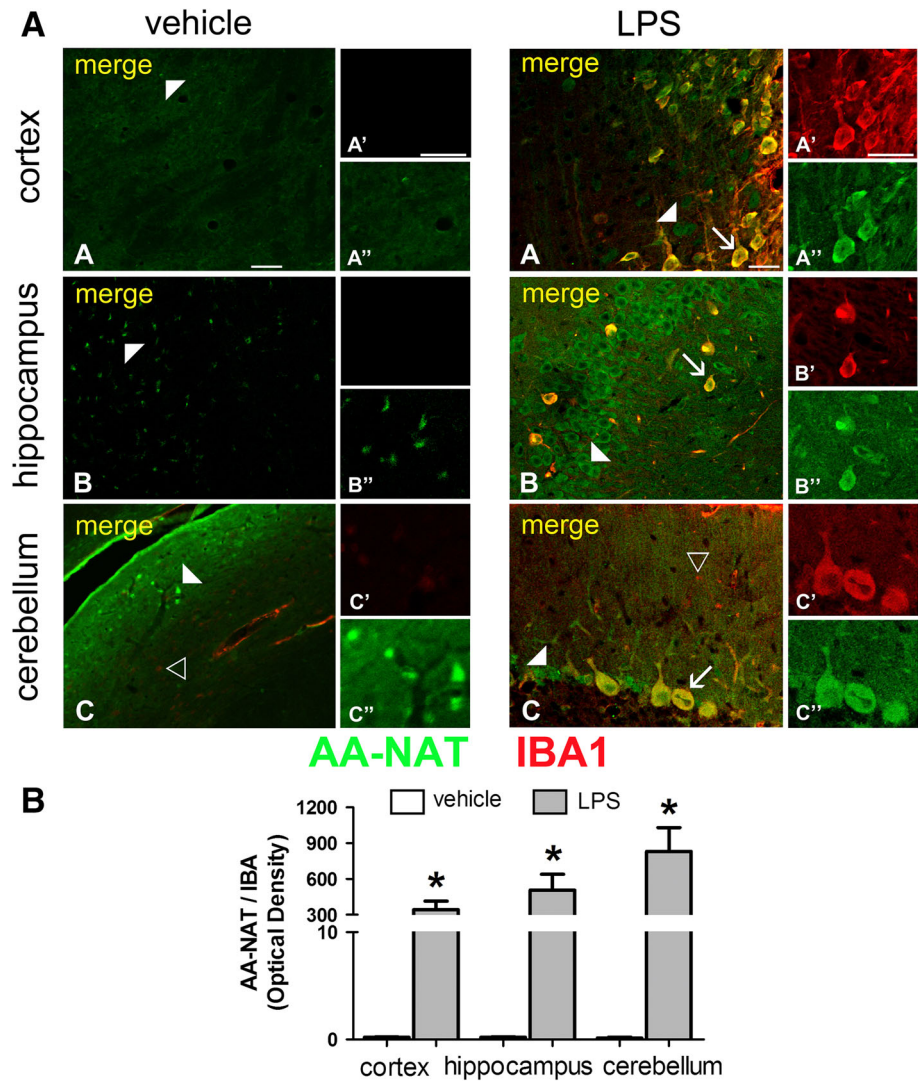 A
vehicle
LPS
cortex
merge
A
A'
A''
merge
A
A'
A''
hippocampus
merge
B
B''
merge
B
B'
B''
cerebellum
merge
C
C'
C''
merge
C
C'
C''
AA-NAT IBA1
B
vehicle LPS
AA-NAT / IBA
(Optical Density)
1200
900
600
300
10
0
*
*
*
cortex hippocampus cerebellum